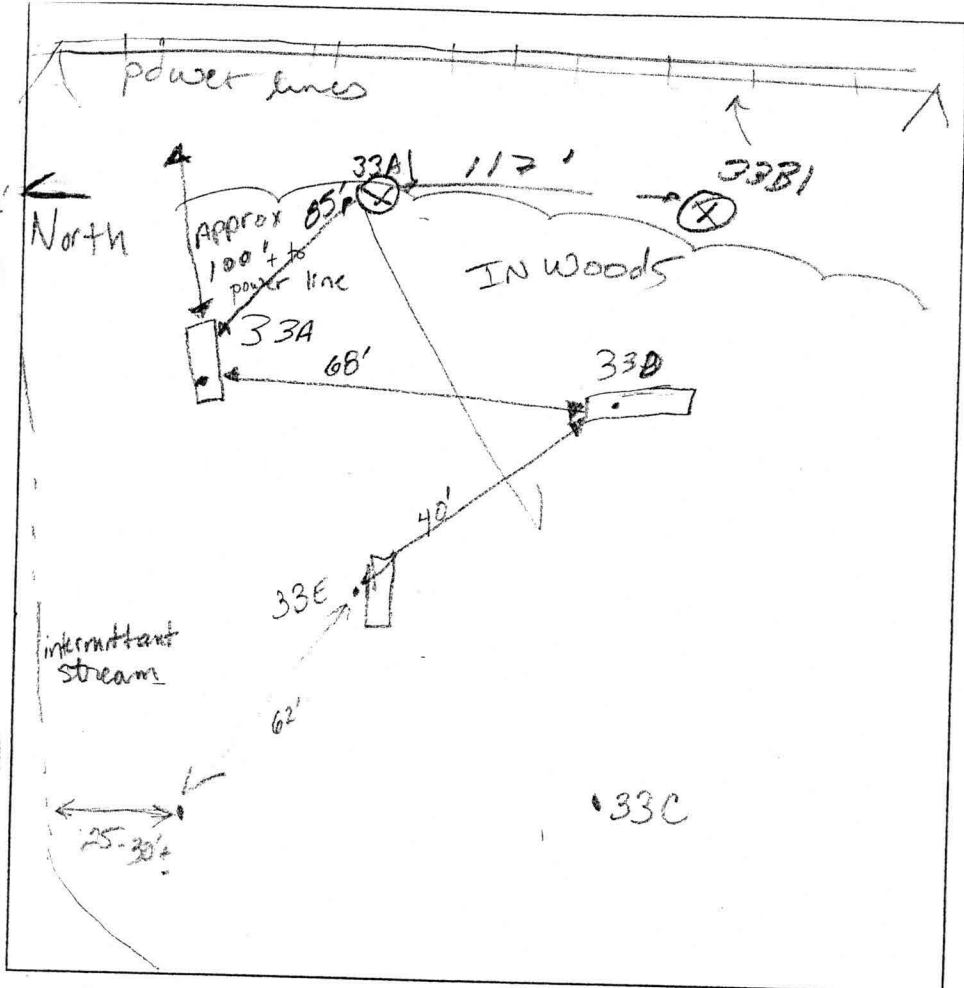 power lines
33A1
117'
33B1
North
Approx
100'± to
power line
85'
IN WOODS
33A
68'
33D
40'
33E
intermittant
stream
62'
25-30'±
33C